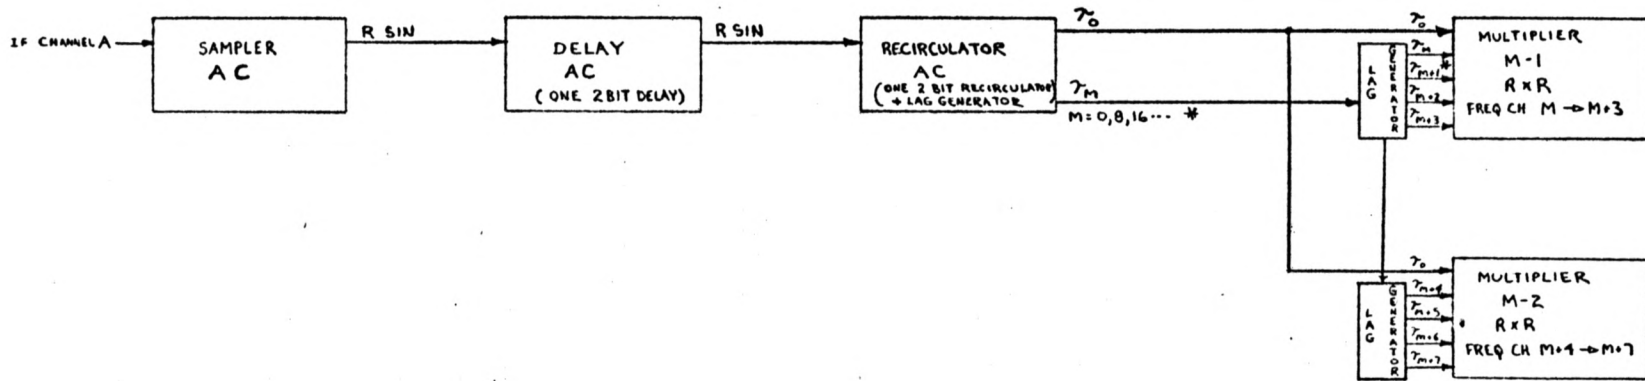 IF CHANNEL A
SAMPLER
AC
R SIN
DELAY
AC
(ONE 2 BIT DELAY)
R SIN
RECIRCULATOR
AC
(ONE 2 BIT RECIRCULATOR)
+ LAG GENERATOR
τ₀
τM
M = 0,8,16 --- *
τ₀
LAG
GENERATOR
τM
*
τM+1
τM+2
τM+3
MULTIPLIER
M-1
R x R
FREQ CH M → M+3
τ₀
LAG
GENERATOR
τM+4
τM+5
τM+6
τM+7
MULTIPLIER
M-2
R x R
FREQ CH M+4 → M+7